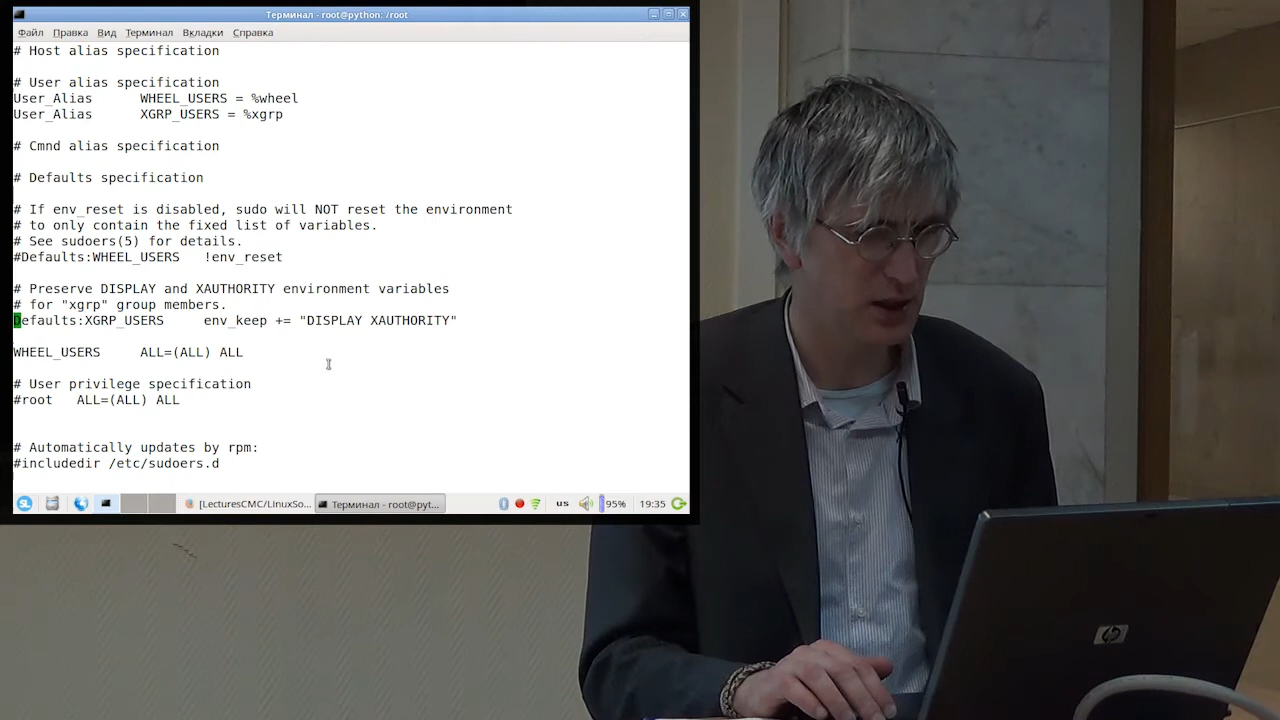 Терминал - root@python: /root
Файл Правка Вид Терминал Вкладки Справка
# Host alias specification
# User alias specification
User_Alias WHEEL_USERS = %wheel
User_Alias XGRP_USERS = %xgrp
# Cmnd alias specification
# Defaults specification
# If env_reset is disabled, sudo will NOT reset the environment
# to only contain the fixed list of variables.
# See sudoers(5) for details.
#Defaults:WHEEL_USERS !env_reset
# Preserve DISPLAY and XAUTHORITY environment variables
# for "xgrp" group members.
Defaults:XGRP_USERS env_keep += "DISPLAY XAUTHORITY"
WHEEL_USERS ALL=(ALL) ALL
# User privilege specification
#root ALL=(ALL) ALL
# Automatically updates by rpm:
#includedir /etc/sudoers.d
SL [LecturesCMC/LinuxSo... Терминал - root@pyt... us 95% 19:35
hp